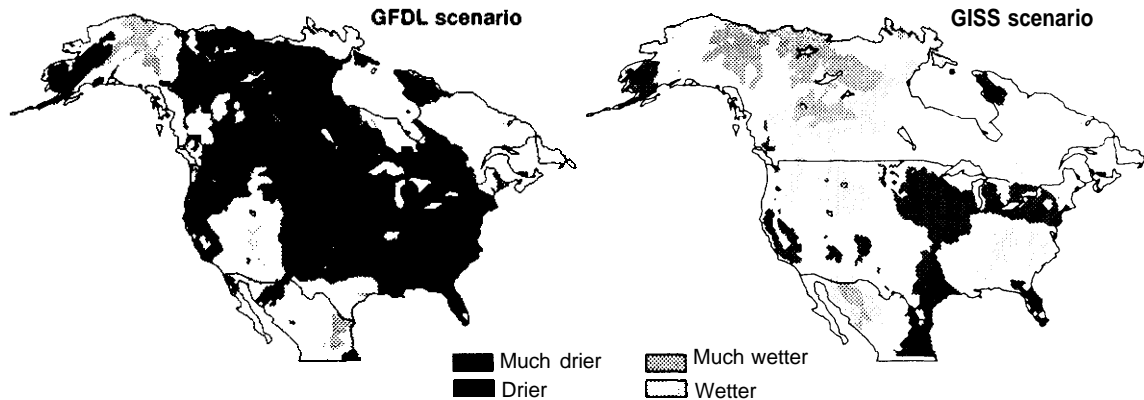 GFDL scenario
GISS scenario
Much drier
Drier
Much wetter
Wetter